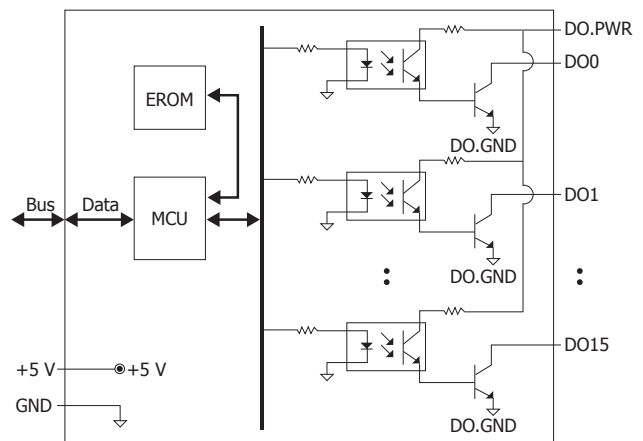 DO.PWR
DO0
EROM
DO.GND
Bus
Data
MCU
DO1
DO.GND
:
:
DO15
+5 V
+5 V
GND
DO.GND